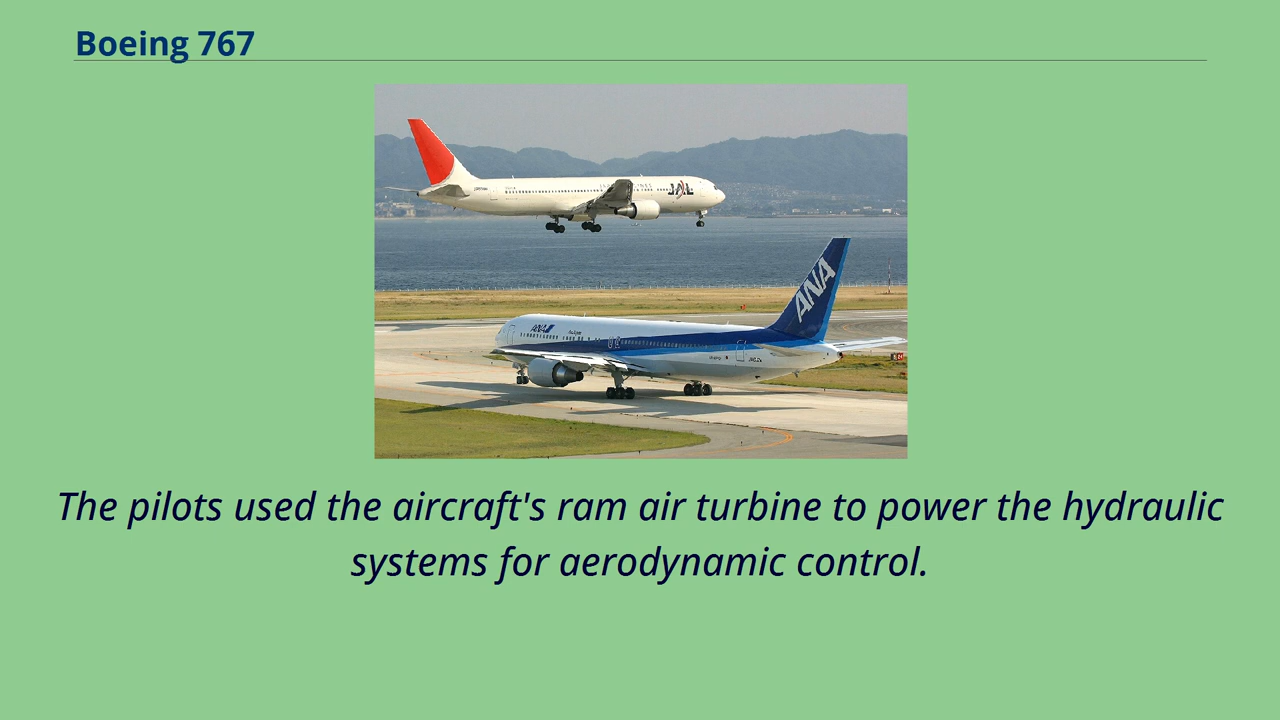 Boeing 767
JAL
ANA
ANA
The pilots used the aircraft's ram air turbine to power the hydraulic
systems for aerodynamic control.